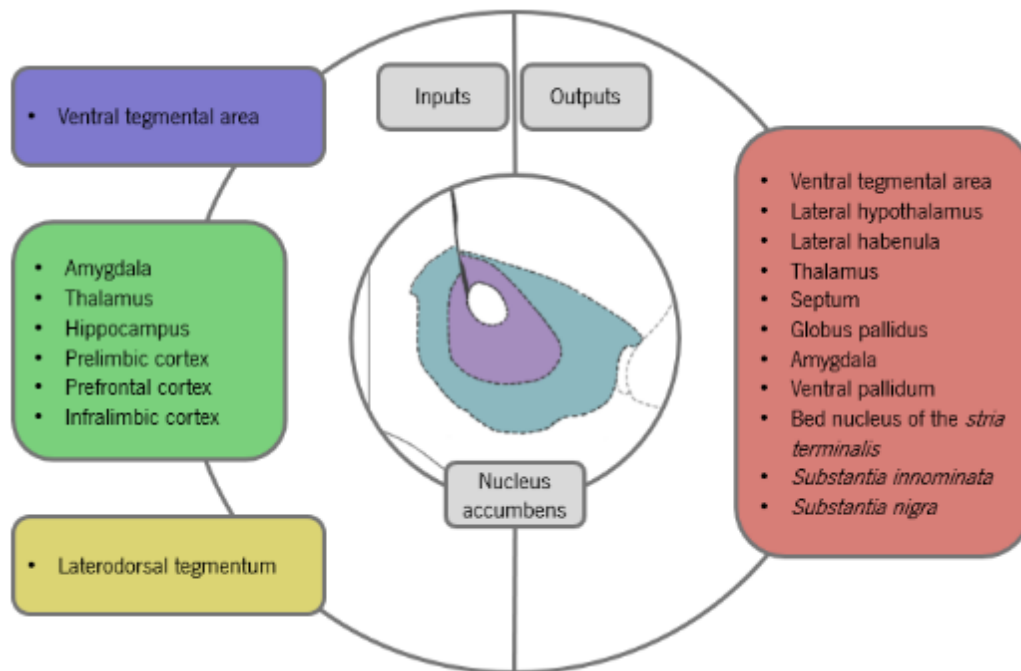 Inputs
Outputs
• Ventral tegmental area
• Amygdala
• Thalamus
• Hippocampus
• Prelimbic cortex
• Prefrontal cortex
• Infralimbic cortex
• Laterodorsal tegmentum
Nucleus
accumbens
• Ventral tegmental area
• Lateral hypothalamus
• Lateral habenula
• Thalamus
• Septum
• Globus pallidus
• Amygdala
• Ventral pallidum
• Bed nucleus of the stria
terminalis
• Substantia innominata
• Substantia nigra